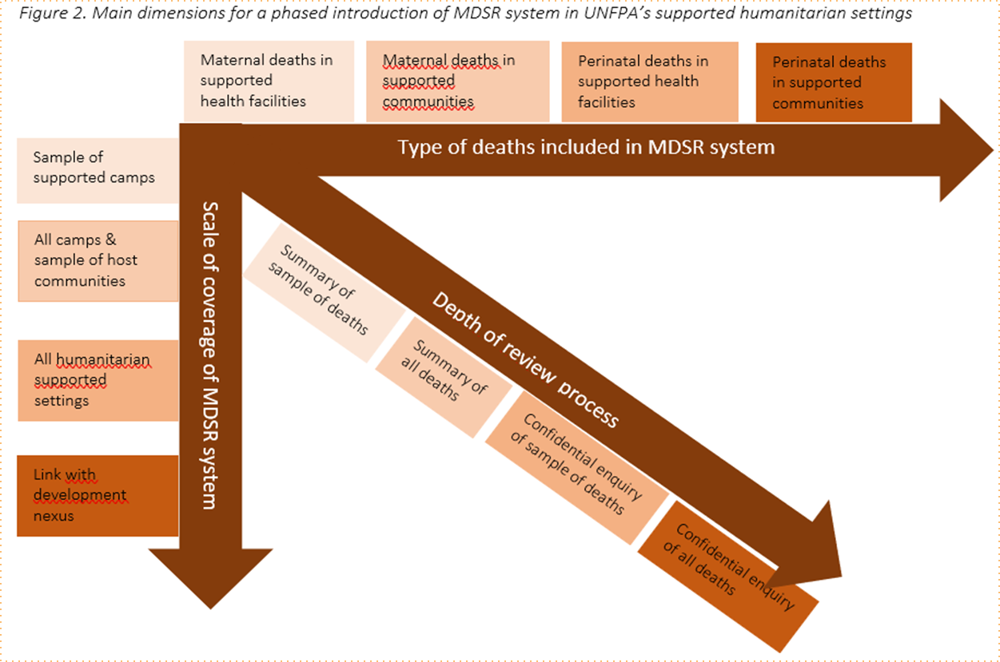 Figure 2. Main dimensions for a phased introduction of MDSR system in UNFPA's supported humanitarian settings
Maternal deaths in
supported
health facilities
Maternal deaths in
supported
communities
Perinatal deaths in
supported health
facilities
Perinatal deaths
in supported
communities
Type of deaths included in MDSR system
Sample of
supported camps
All camps &
sample of host
communities
All humanitarian
supported
settings
Link with
development
nexus
Scale of coverage of MDSR system
Depth of review process
Summary of
sample of deaths
Summary of
all deaths
Confidential enquiry
of sample of deaths
Confidential enquiry
of all deaths